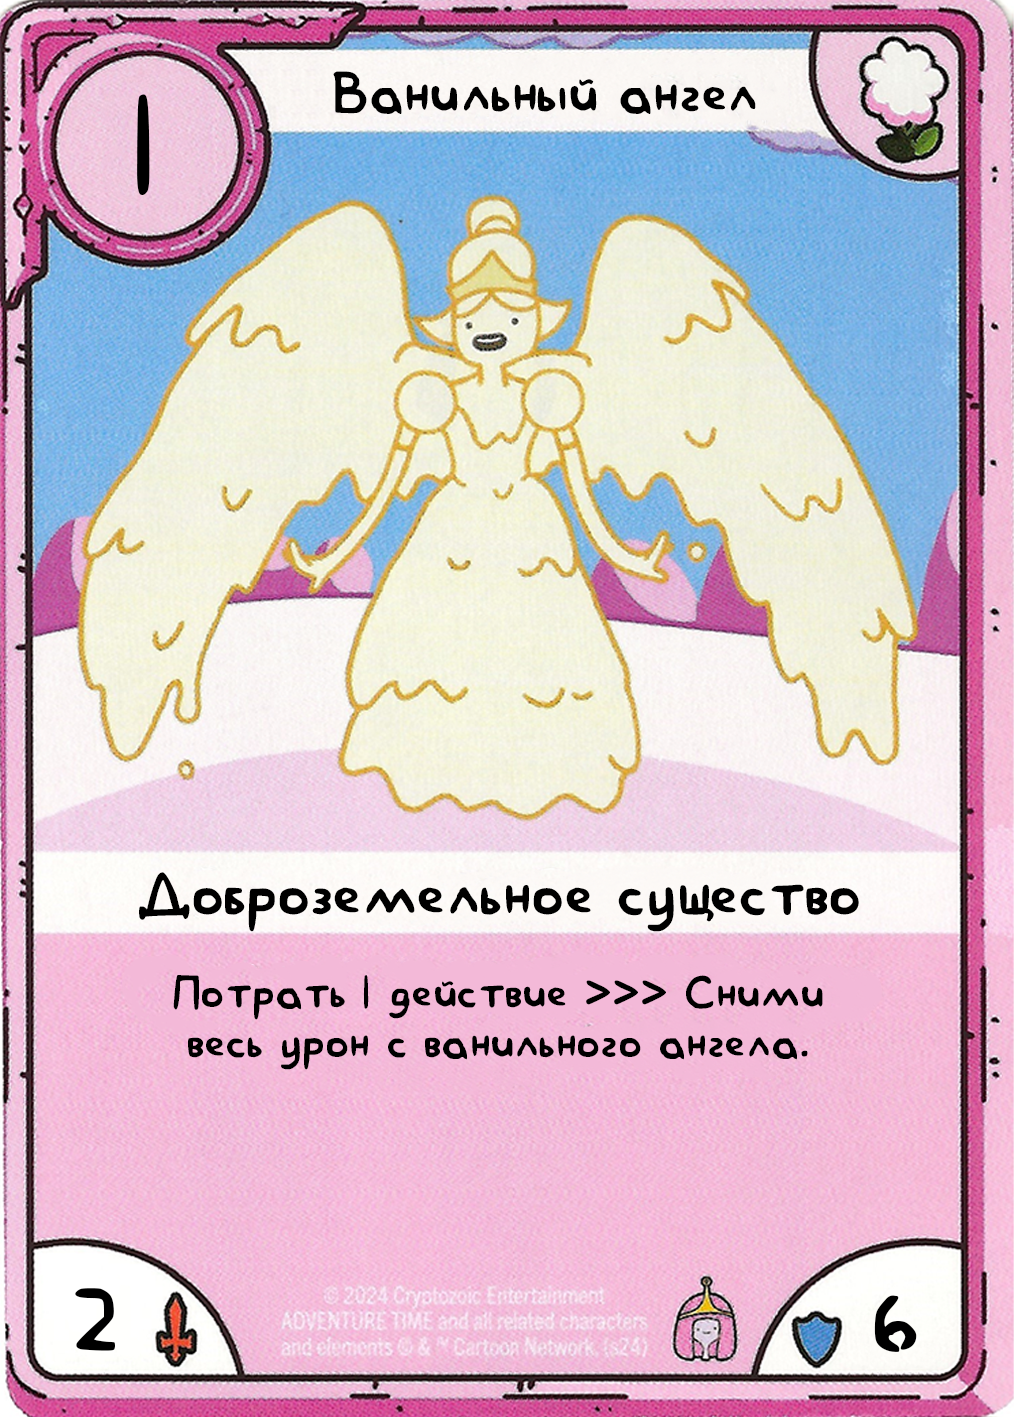 1
Ванильный ангел
Доброземельное существо
Потрать 1 действие >>> Сними
весь урон с ванильного ангела.
2
© 2024 Cryptozoic Entertainment
ADVENTURE TIME and all related characters
and elements © & ™ Cartoon Network. (s24)
6